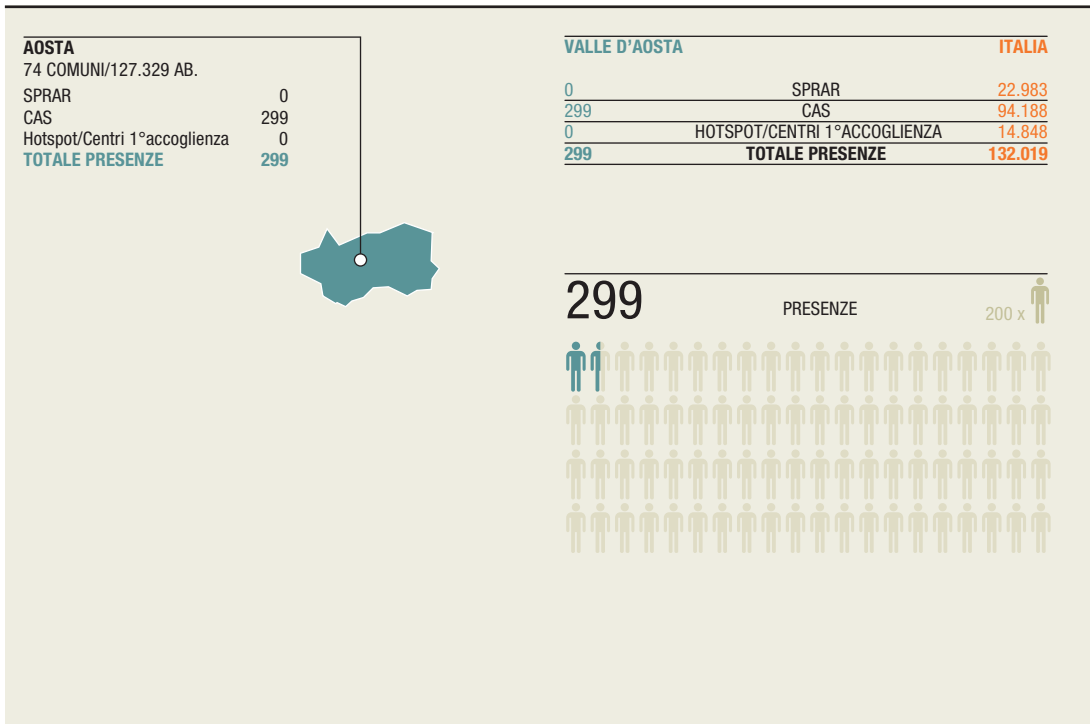 AOSTA
74 COMUNI/127.329 AB.
SPRAR 0
CAS 299
Hotspot/Centri 1°accoglienza 0
TOTALE PRESENZE 299
VALLE D'AOSTA ITALIA
0 SPRAR 22.983
299 CAS 94.188
0 HOTSPOT/CENTRI 1°ACCOGLIENZA 14.848
299 TOTALE PRESENZE 132.019
299 PRESENZE 200 x